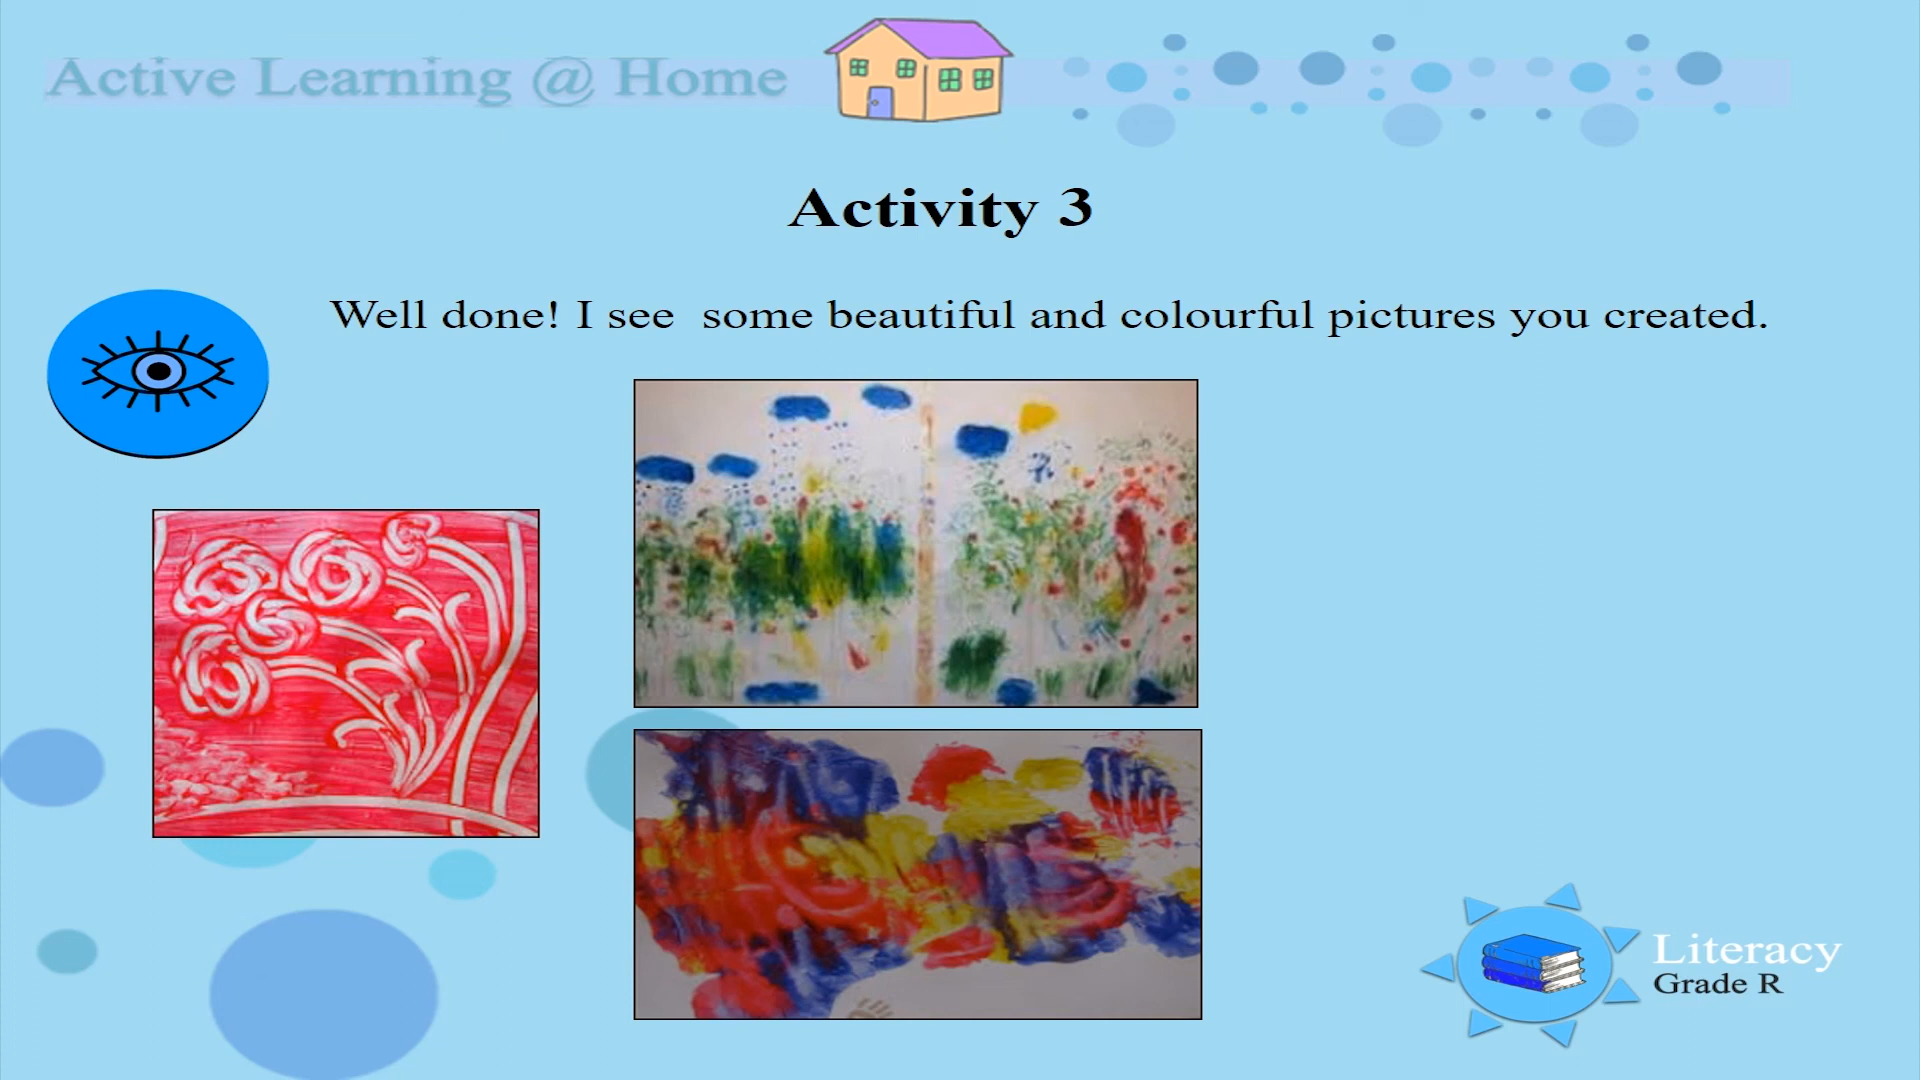 Active Learning @ Home
Activity 3
Well done! I see  some beautiful and colourful pictures you created.
Literacy
Grade R